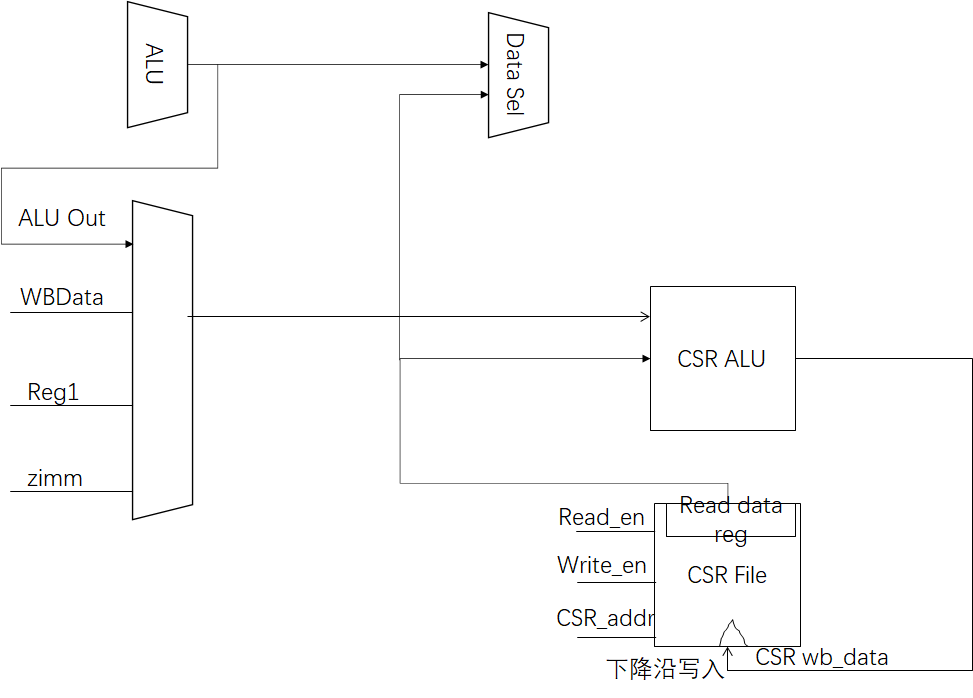 ALU
Data Sel
ALU Out
WBData
Reg1
zimm
CSR ALU
Read data
reg
Read_en
Write_en
CSR_addr
CSR File
下降沿写入
CSR wb_data